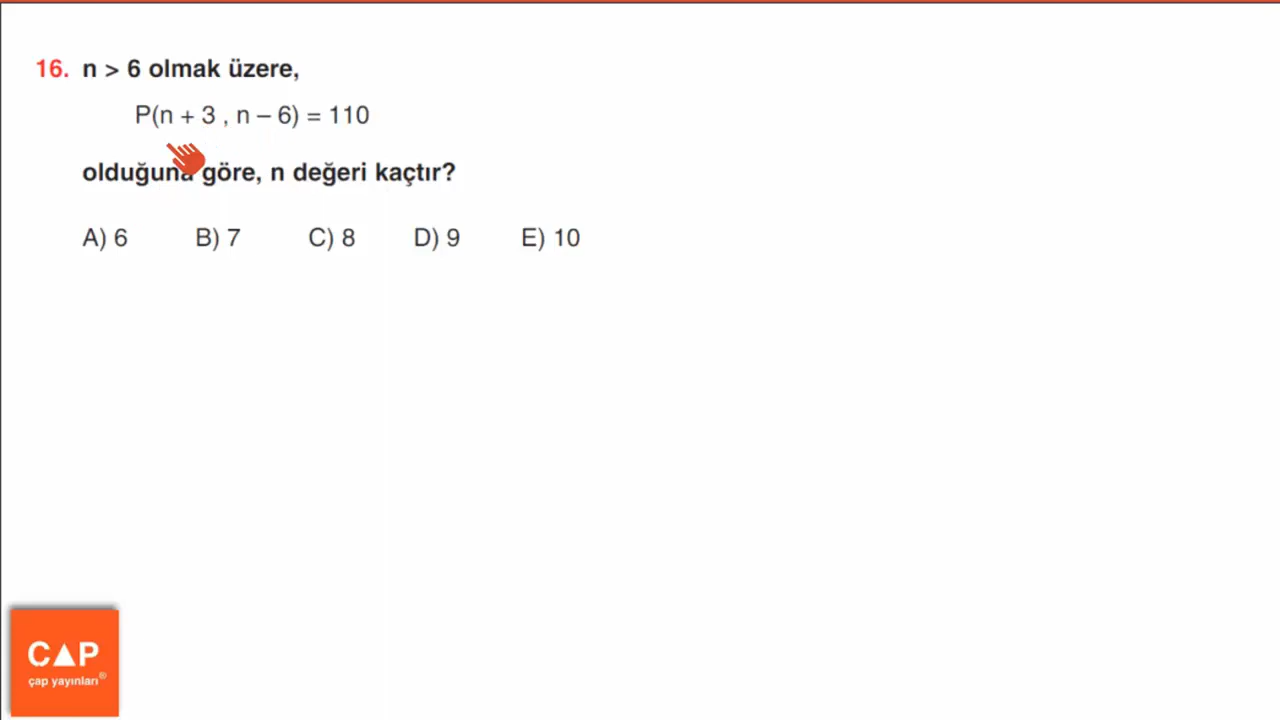 16. n > 6 olmak üzere,
P(n + 3 , n – 6) = 110
olduğuna göre, n değeri kaçtır?
A) 6 B) 7 C) 8 D) 9 E) 10
CAP
çap yayınları®